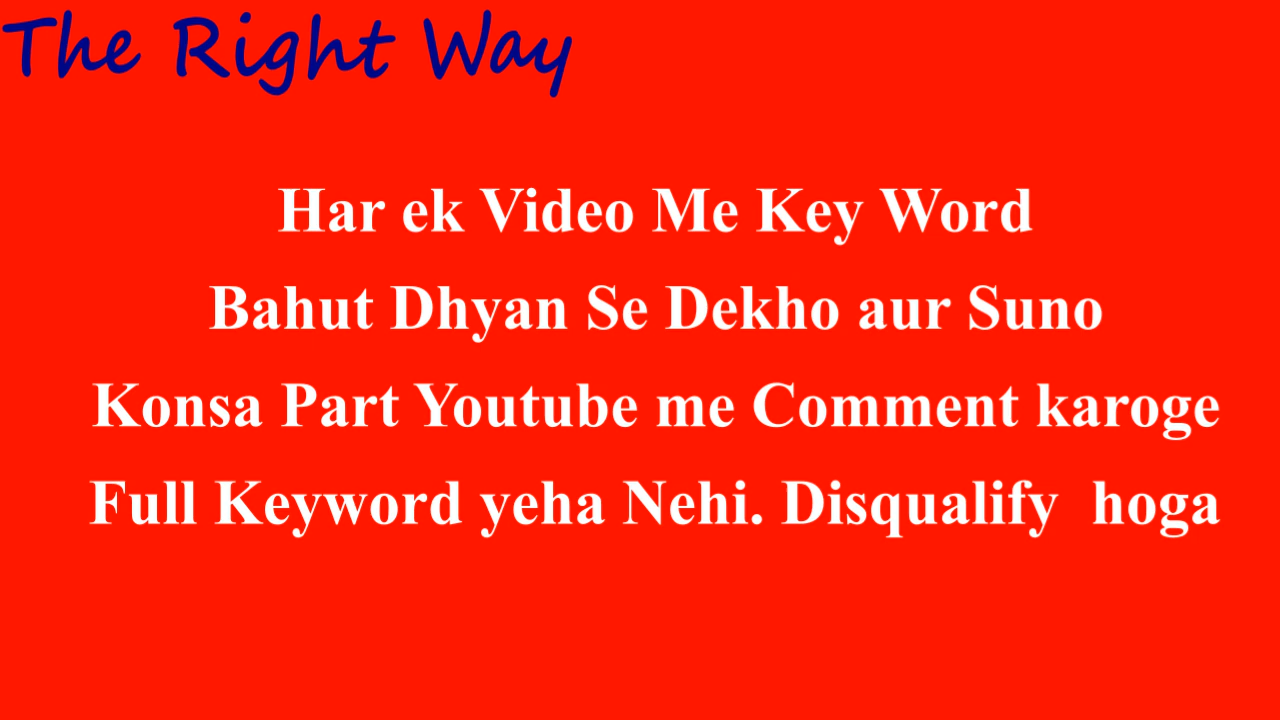 The Right Way
Har ek Video Me Key Word
Bahut Dhyan Se Dekho aur Suno
Konsa Part Youtube me Comment karoge
Full Keyword yeha Nehi. Disqualify hoga